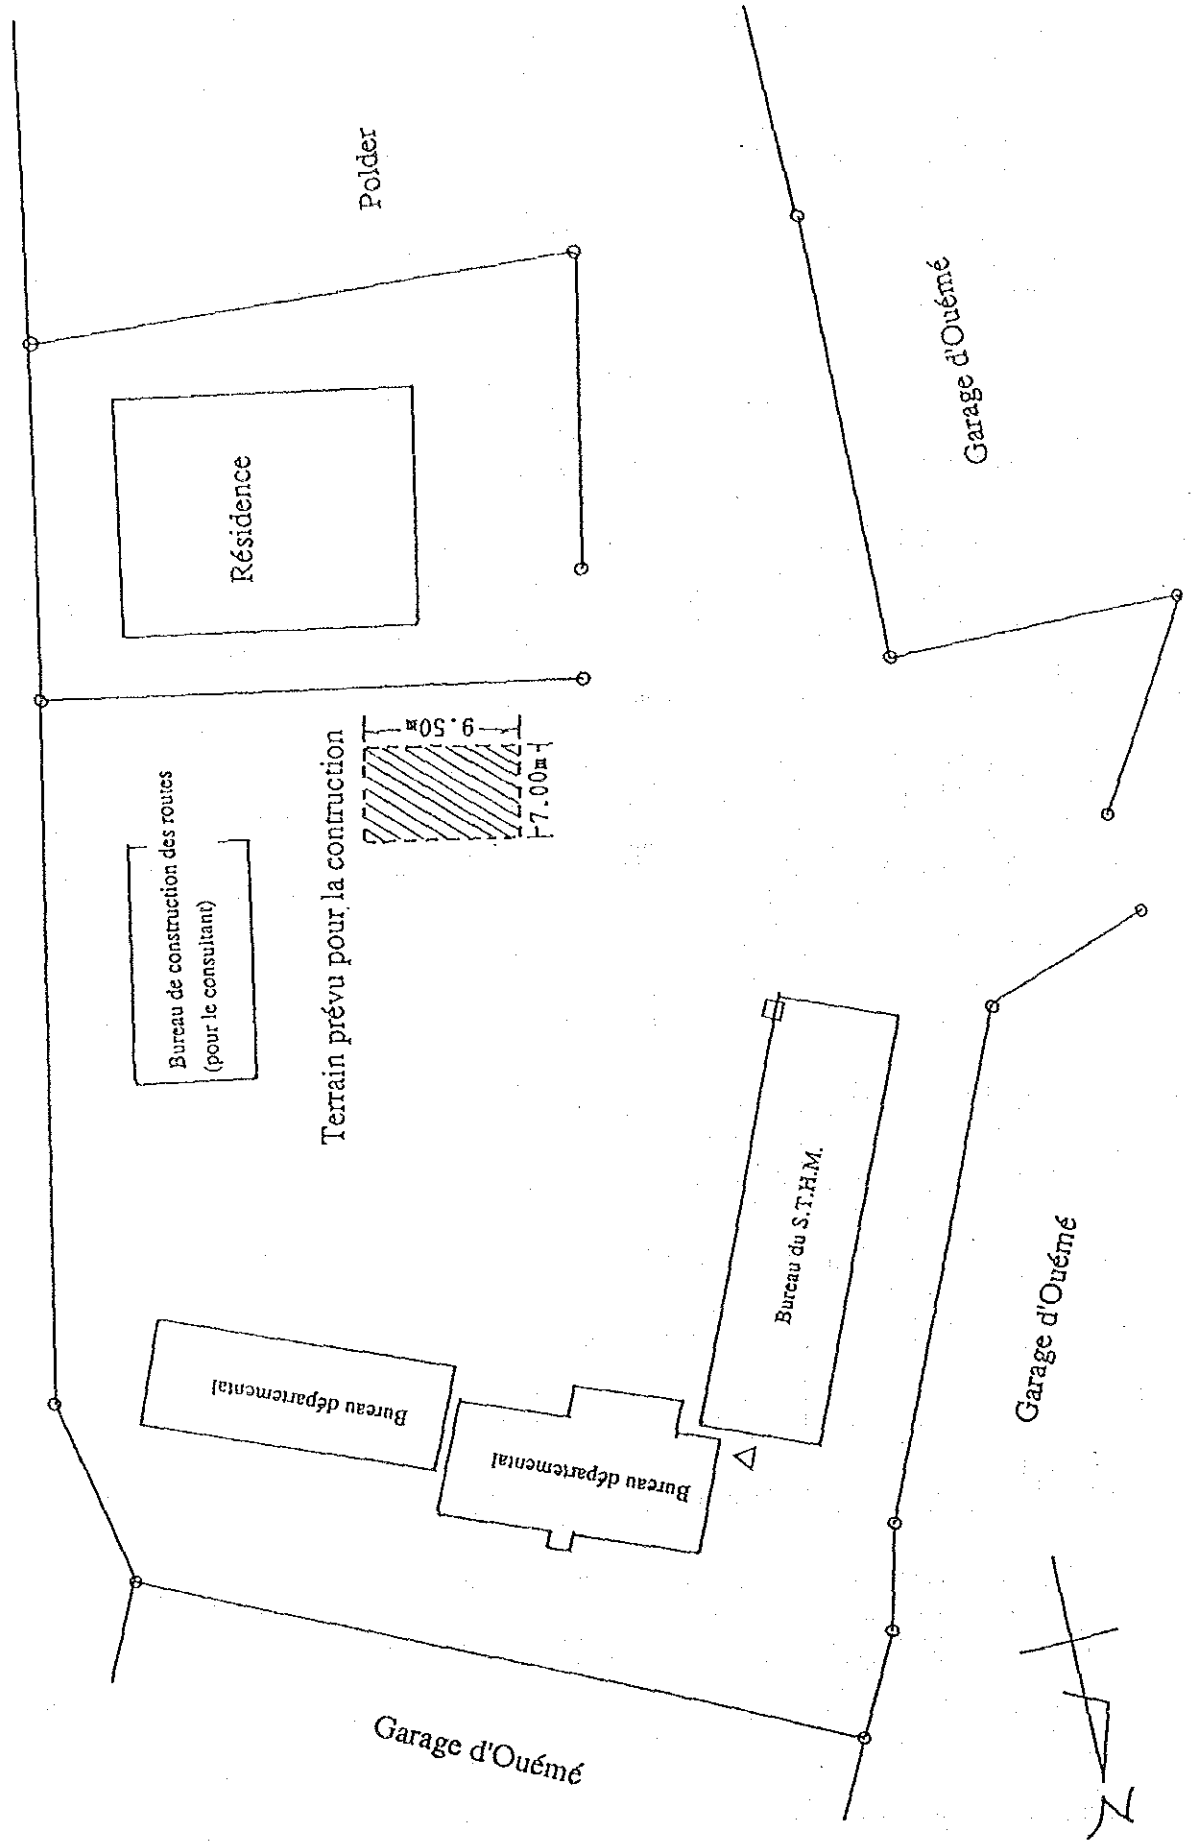 Polder
Résidence
Garage d'Ouémé
Terrain prévu pour la contruction
9.50m
7.00m
Bureau de construction des routes
(pour le consultant)
Bureau du S.T.H.M.
Bureau départemental
Bureau départemental
Garage d'Ouémé
Garage d'Ouémé
N